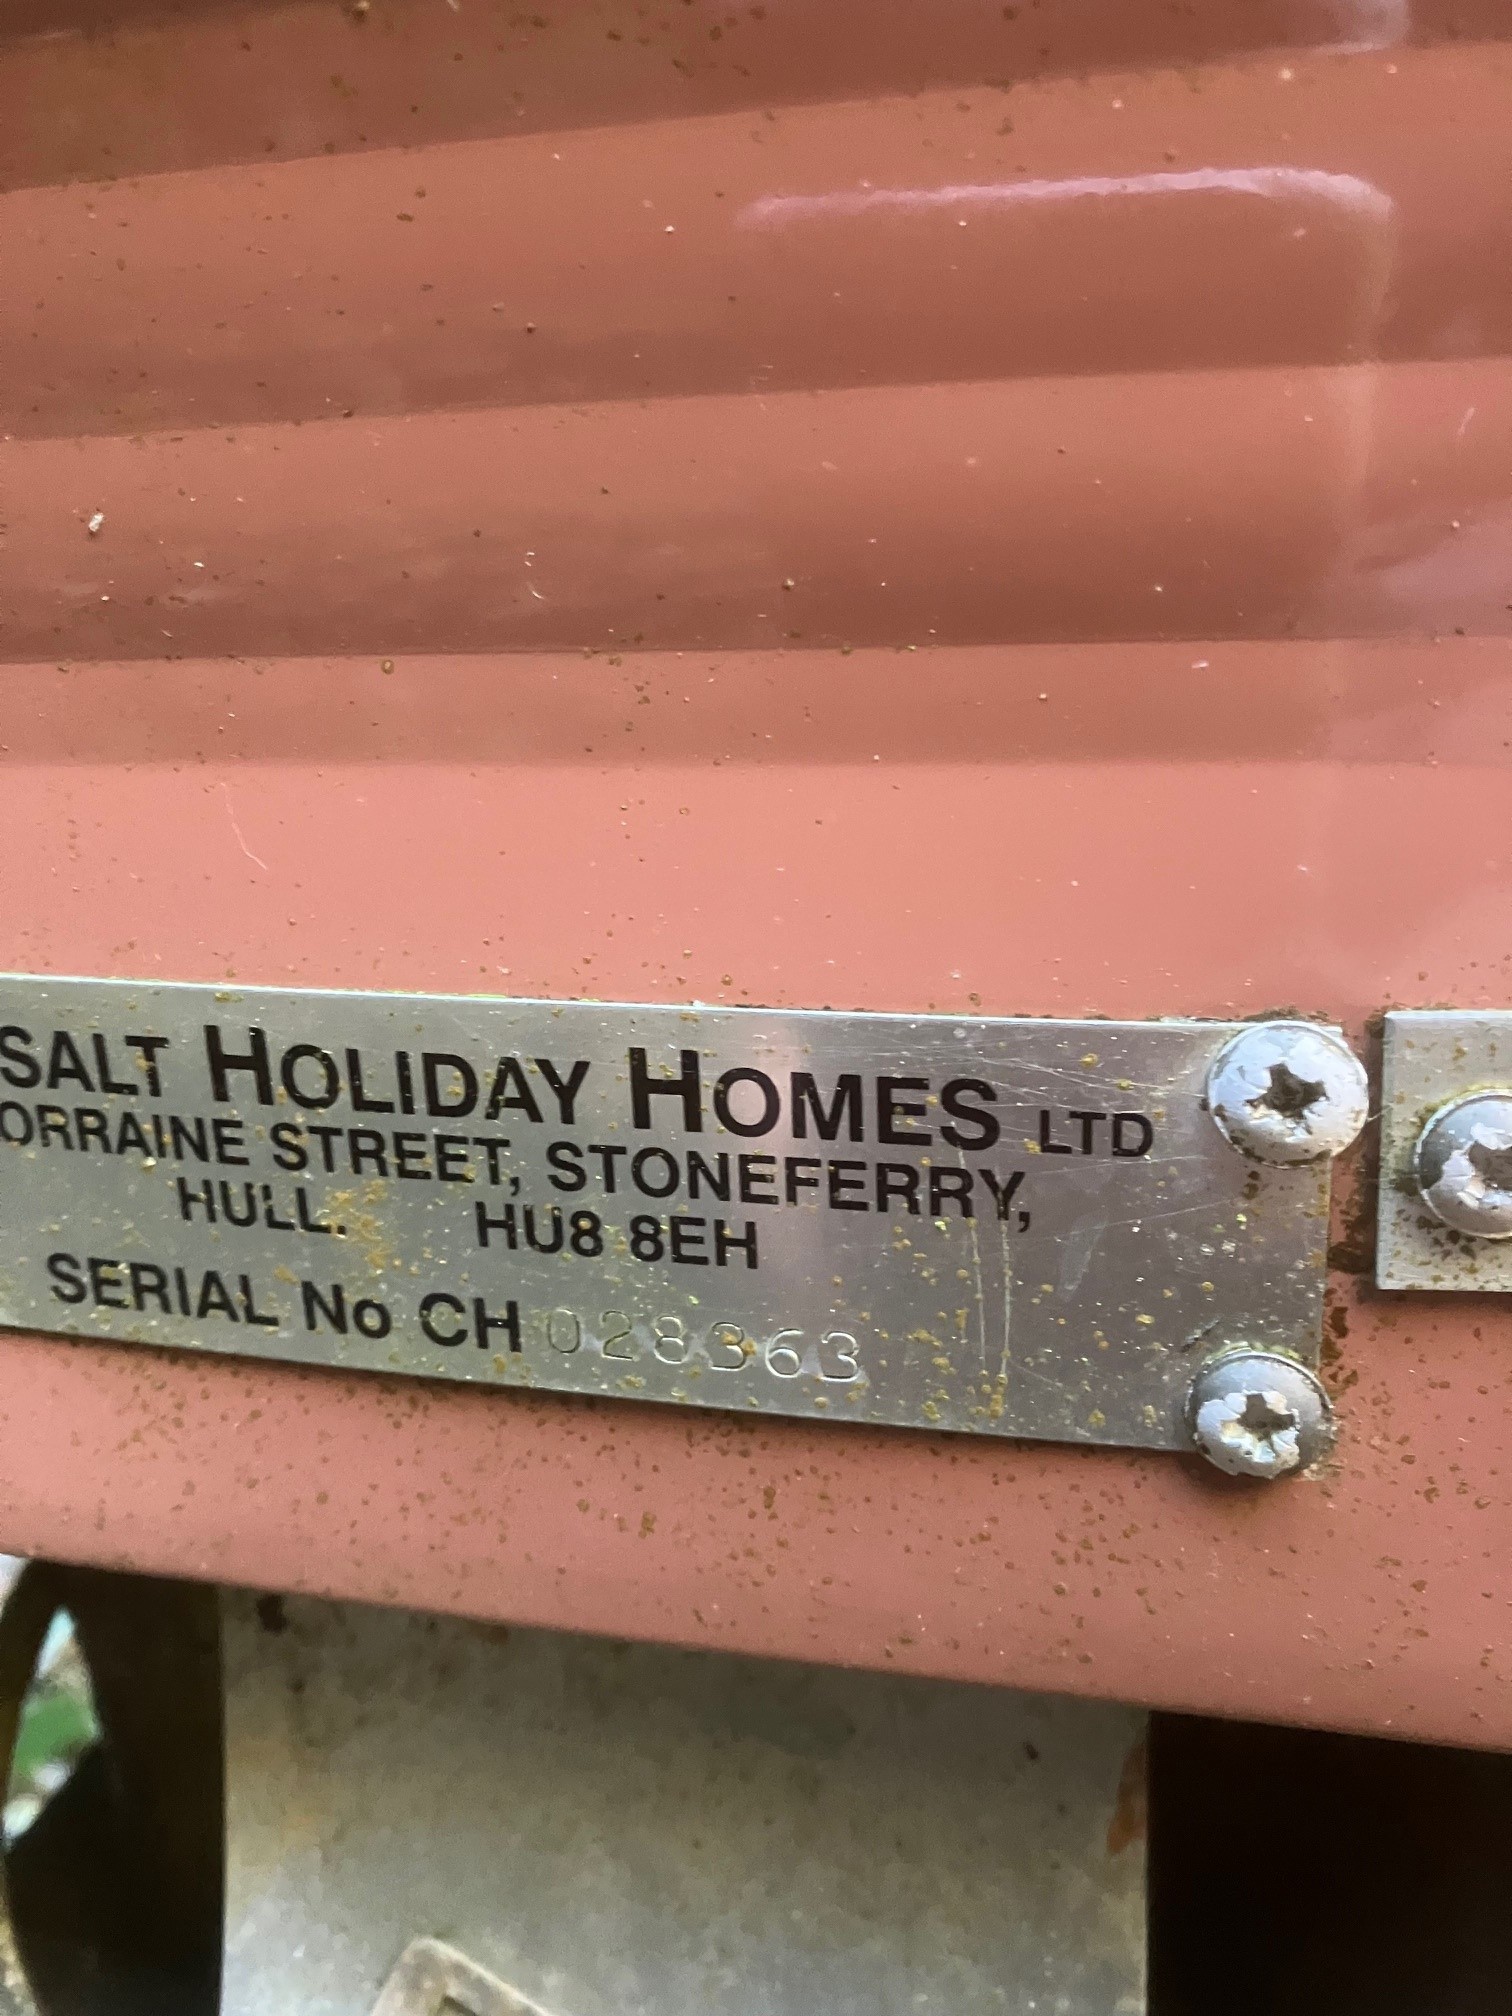 SALT HOLIDAY HOMES LTD
ORRAINE STREET, STONEFERRY,
HULL. HU8 8EH
SERIAL No CH 028363